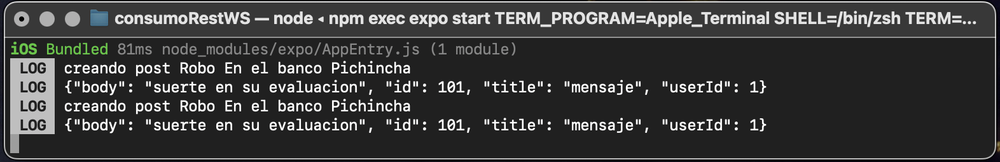 consumoRestWS — node ◂ npm exec expo start TERM_PROGRAM=Apple_Terminal SHELL=/bin/zsh TERM=...
iOS Bundled 81ms node_modules/expo/AppEntry.js (1 module)
LOG creando post Robo En el banco Pichincha
LOG {"body": "suerte en su evaluacion", "id": 101, "title": "mensaje", "userId": 1}
LOG creando post Robo En el banco Pichincha
LOG {"body": "suerte en su evaluacion", "id": 101, "title": "mensaje", "userId": 1}